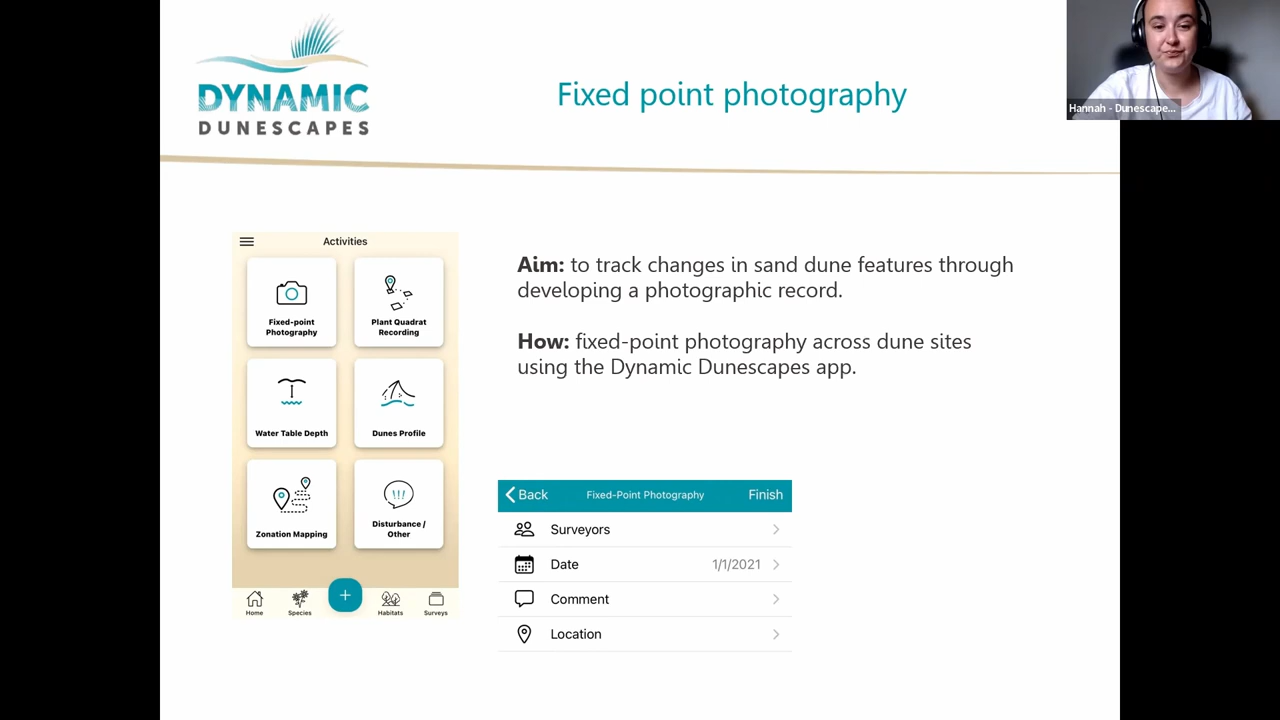 DYNAMIC
DUNESCAPES
Fixed point photography
Hannah - Dunescape...
Activities
Fixed-point
Photography
Plant Quadrat
Recording
Water Table Depth
Dunes Profile
Zonation Mapping
Disturbance /
Other
Home
Species
+
Habitats
Surveys
Aim: to track changes in sand dune features through
developing a photographic record.
How: fixed-point photography across dune sites
using the Dynamic Dunescapes app.
Back
Fixed-Point Photography
Finish
Surveyors
Date
1/1/2021
Comment
Location